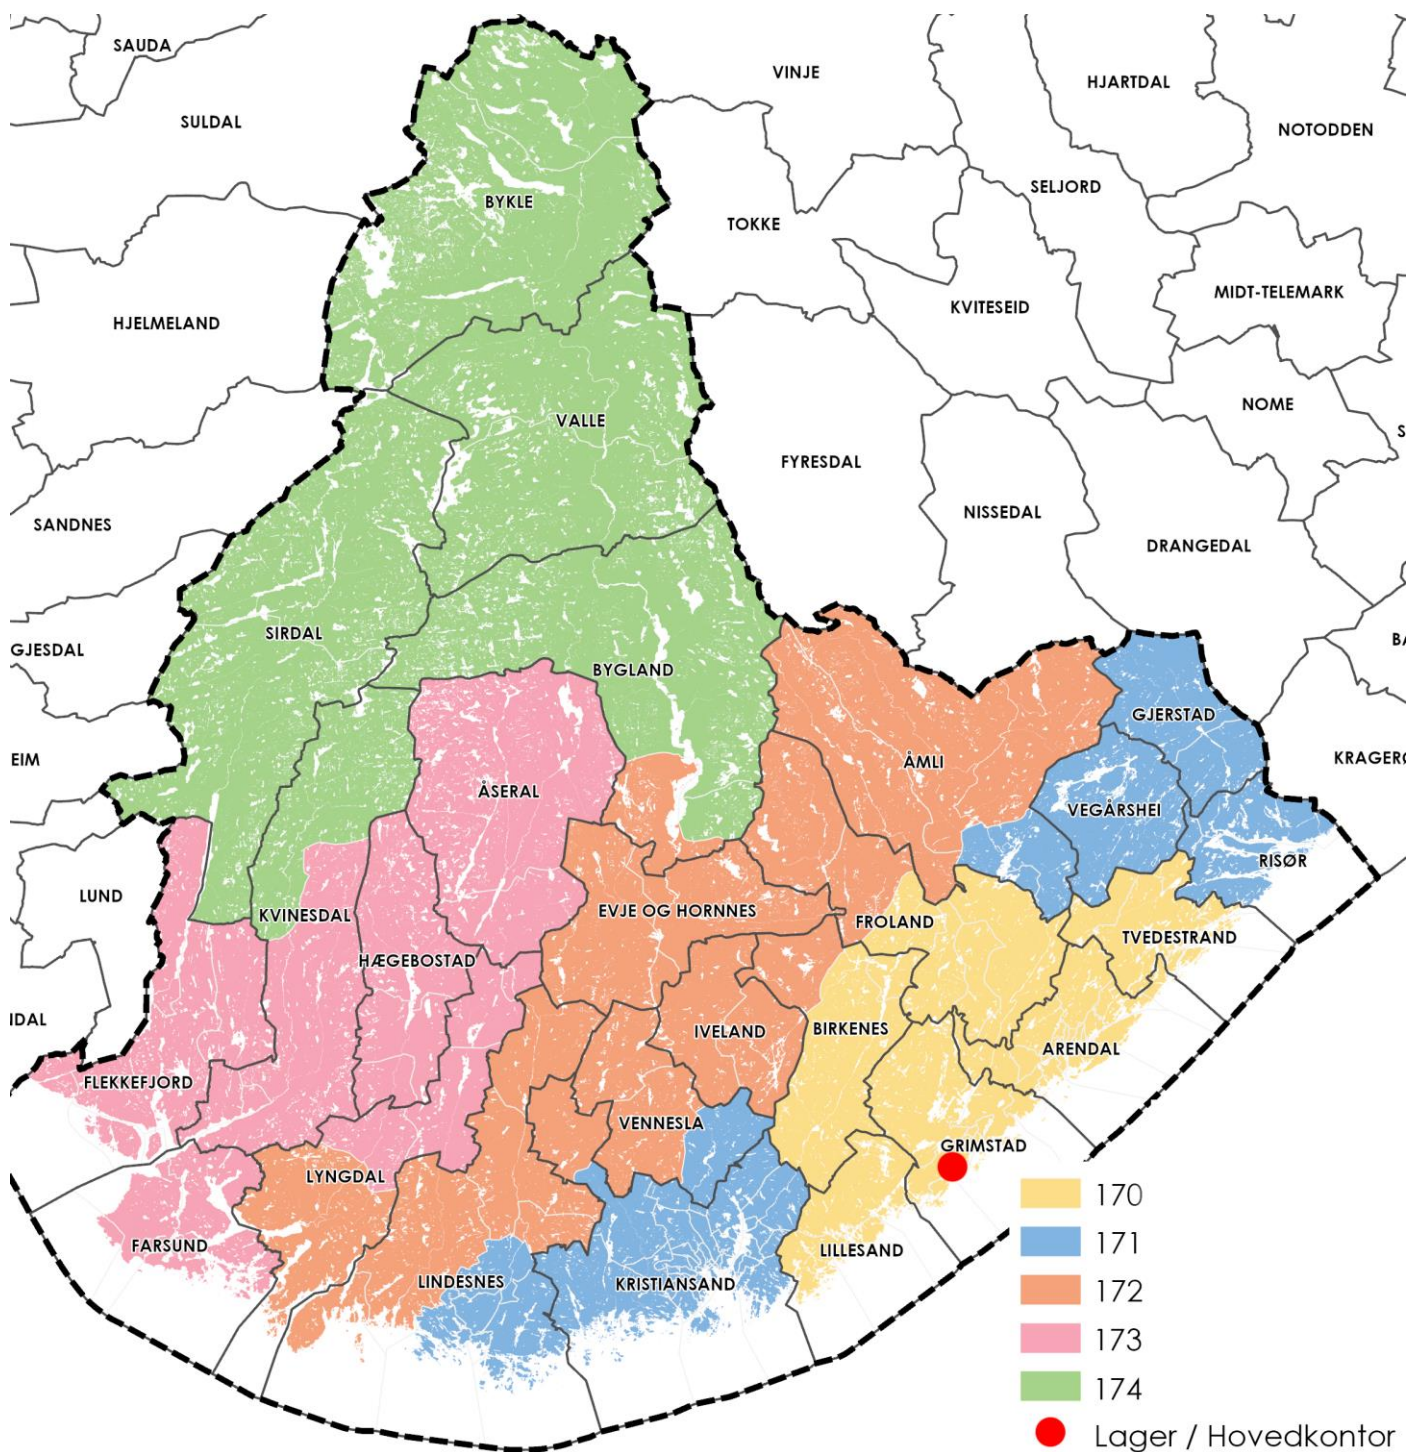 SAUDA
VINJE
HJARTDAL
SULDAL
NOTODDEN
SELJORD
BYKLE
TOKKE
MIDT-TELEMARK
KVITESEID
HJELMELAND
NOME
VALLE
S
FYRESDAL
NISSEDAL
SANDNES
DRANGEDAL
SIRDAL
BA
GJESDAL
BYGLAND
GJERSTAD
EIM
KRAGERØ
ÅMLI
ÅSERAL
VEGÅRSHEI
RISØR
LUND
KVINESDAL
EVJE OG HORNNES
FROLAND
TVEDESTRAND
HÆGEBOSTAD
NDAL
IVELAND
BIRKENES
ARENDAL
FLEKKEFJORD
VENNESLA
GRIMSTAD
LYNGDAL
170
FARSUND
171
LILLESAND
LINDESNES
KRISTIANSAND
172
173
174
Lager / Hovedkontor